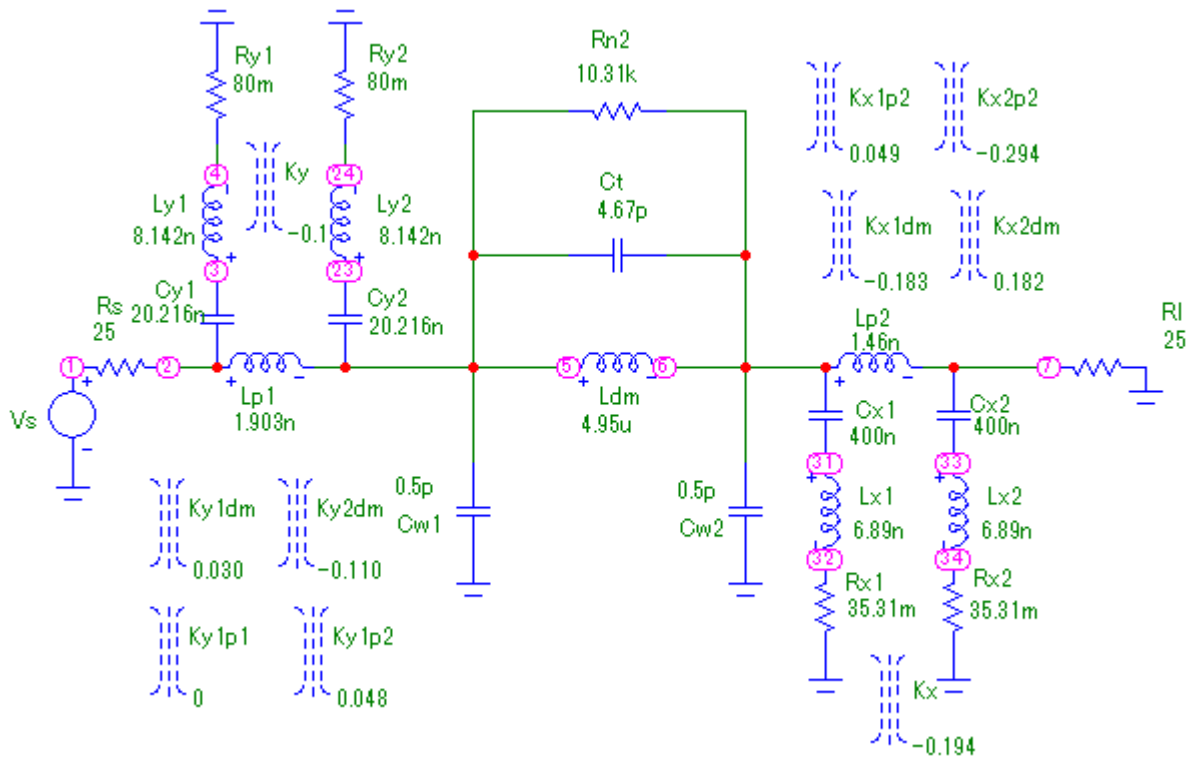 Ry1
80m
Ry2
80m
Rn2
10.31k
Kx1p2
0.049
Kx2p2
-0.294
4
Ky
-0.1
24
Ly1
8.142n
Ly2
8.142n
Ct
4.67p
Kx1dm
-0.183
Kx2dm
0.182
3
23
Cy1
20.216n
Cy2
20.216n
Rs
25
1
2
Lp1
1.903n
5
6
Ldm
4.95u
Lp2
1.46n
7
Rl
25
Vs
Cx1
400n
Cx2
400n
Ky1dm
0.030
Ky2dm
-0.110
0.5p
Cw1
0.5p
Cw2
31
33
Lx1
6.89n
Lx2
6.89n
32
34
Rx1
35.31m
Rx2
35.31m
Ky1p1
0
Ky1p2
0.048
Kx
-0.194